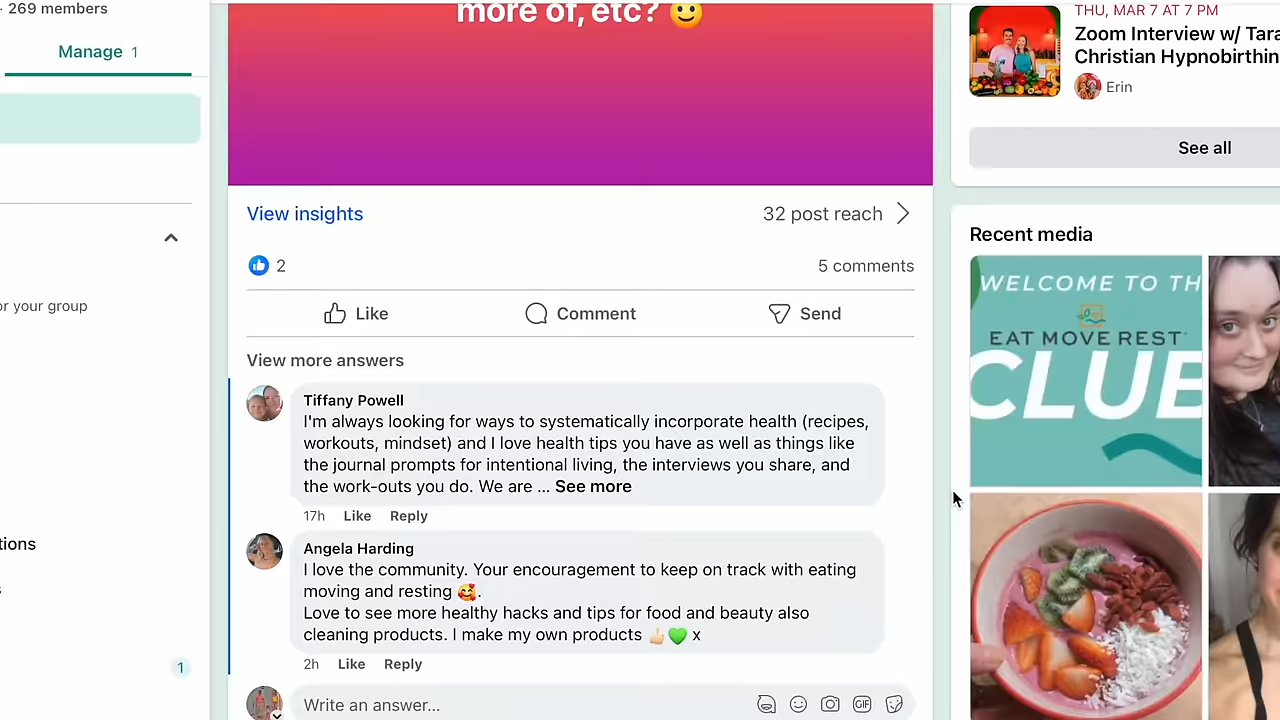 · 269 members
Manage 1
or your group
tions
1
more of, etc? 🙂
View insights
32 post reach
2
5 comments
Like
Comment
Send
View more answers
Tiffany Powell
I'm always looking for ways to systematically incorporate health (recipes,
workouts, mindset) and I love health tips you have as well as things like
the journal prompts for intentional living, the interviews you share, and
the work-outs you do. We are ... See more
17h Like Reply
Angela Harding
I love the community. Your encouragement to keep on track with eating
moving and resting 🥰.
Love to see more healthy hacks and tips for food and beauty also
cleaning products. I make my own products 👍🏻💚 x
2h Like Reply
Write an answer...
GIF
THU, MAR 7 AT 7 PM
Zoom Interview w/ Tara
Christian Hypnobirthin
Erin
See all
Recent media
WELCOME TO TH
EAT MOVE REST
CLUB